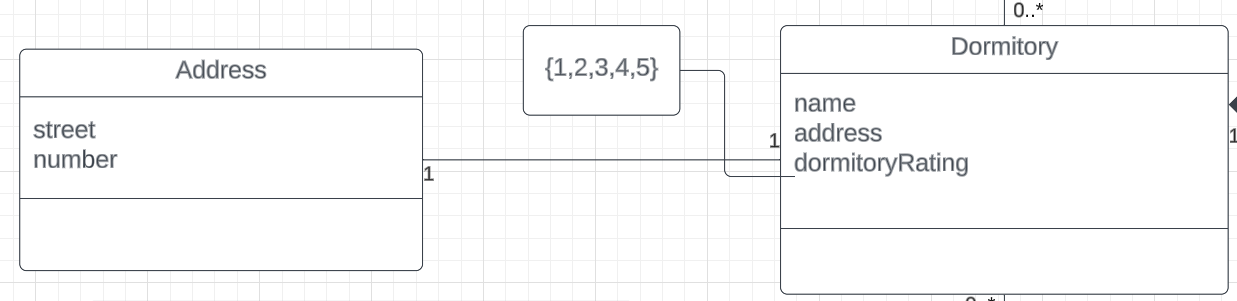 0..*
Address
street
number
1
{1,2,3,4,5}
1
Dormitory
name
address
dormitoryRating
1